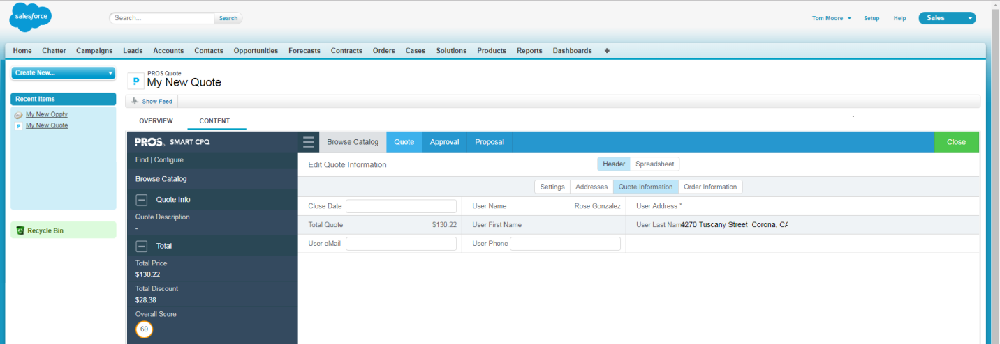 salesforce
Search... Search
Tom Moore Setup Help Sales
Home Chatter Campaigns Leads Accounts Contacts Opportunities Forecasts Contracts Orders Cases Solutions Products Reports Dashboards +
Create New...
Recent Items
My New Oppty
My New Quote
Recycle Bin
P
PROS Quote
My New Quote
Show Feed
OVERVIEW CONTENT
PROS SMART CPQ
Find | Configure
Browse Catalog
Quote Info
Quote Description
-
Total
Total Price
$130.22
Total Discount
$28.38
Overall Score
69
Browse Catalog Quote Approval Proposal Close
Edit Quote Information Header Spreadsheet
Settings Addresses Quote Information Order Information
Close Date User Name Rose Gonzalez User Address *
Total Quote $130.22 User First Name User Last Name 4270 Tuscany Street Corona, CA
User eMail User Phone